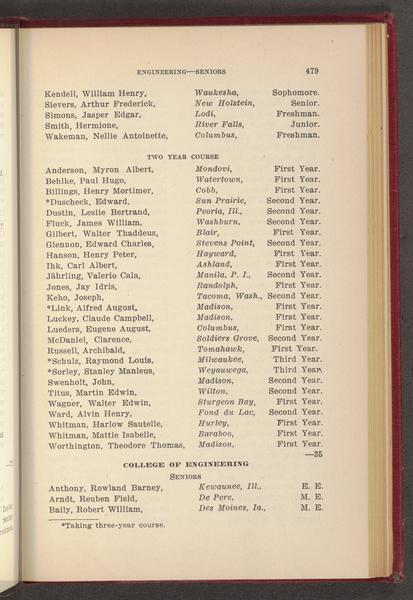 ENGINEERING—SENIORS 479
Kendell, William Henry, Waukesha, Sophomore.
Sievers, Arthur Frederick, New Holstein, Senior.
Simons, Jasper Edgar, Lodi, Freshman.
Smith, Hermione, River Falls, Junior.
Wakeman, Nellie Antoinette, Columbus, Freshman.
TWO YEAR COURSE
Anderson, Myron Albert, Mondovi, First Year.
Behlke, Paul Hugo, Watertown, First Year.
Billings, Henry Mortimer, Cobb, First Year.
*Duscheck, Edward, Sun Prairie, Second Year.
Dustin, Leslie Bertrand, Peoria, Ill., Second Year.
Fluck, James William, Washburn, Second Year.
Gilbert, Walter Thaddeus, Blair, First Year.
Glennon, Edward Charles, Stevens Point, Second Year.
Hanson, Henry Peter, Hayward, First Year.
Ihk, Carl Albert, Ashland, First Year.
Jährling, Valerio Cala, Manila, P. I., Second Year.
Jones, Jay Idris, Randolph, First Year.
Keho, Joseph, Tacoma, Wash., Second Year.
*Link, Alfred August, Madison, First Year.
Luckey, Claude Campbell, Madison, First Year.
Lueders, Eugene August, Columbus, First Year.
McDaniel, Clarence, Soldiers Grove, Second Year.
Russell, Archibald, Tomahawk, First Year.
*Schulz, Raymond Louis, Milwaukee, Third Year.
*Sorley, Stanley Manleus, Weyauwega, Third Year.
Swenholt, John, Madison, Second Year.
Titus, Martin Edwin, Wilton, Second Year.
Wagner, Walter Edwin, Sturgeon Bay, First Year.
Ward, Alvin Henry, Fond du Lac, Second Year.
Whitman, Harlow Sautelle, Hurley, First Year.
Whitman, Mattie Isabelle, Baraboo, First Year.
Worthington, Theodore Thomas, Madison, First Year.
—35
COLLEGE OF ENGINEERING
SENIORS
Anthony, Rowland Barney, Kewaunee, Ill., E. E.
Arndt, Reuben Field, De Pere, M. E.
Baily, Robert William, Des Moines, Ia., M. E.
*Taking three-year course.